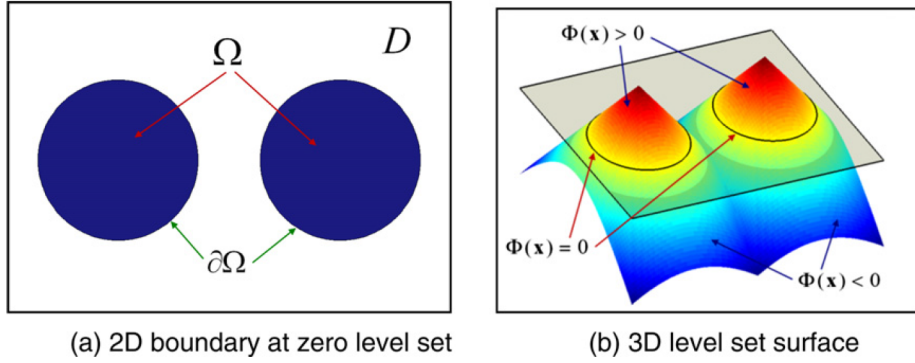 Ω
D
∂Ω
(a) 2D boundary at zero level set
Φ(x) > 0
Φ(x) = 0
Φ(x) < 0
(b) 3D level set surface